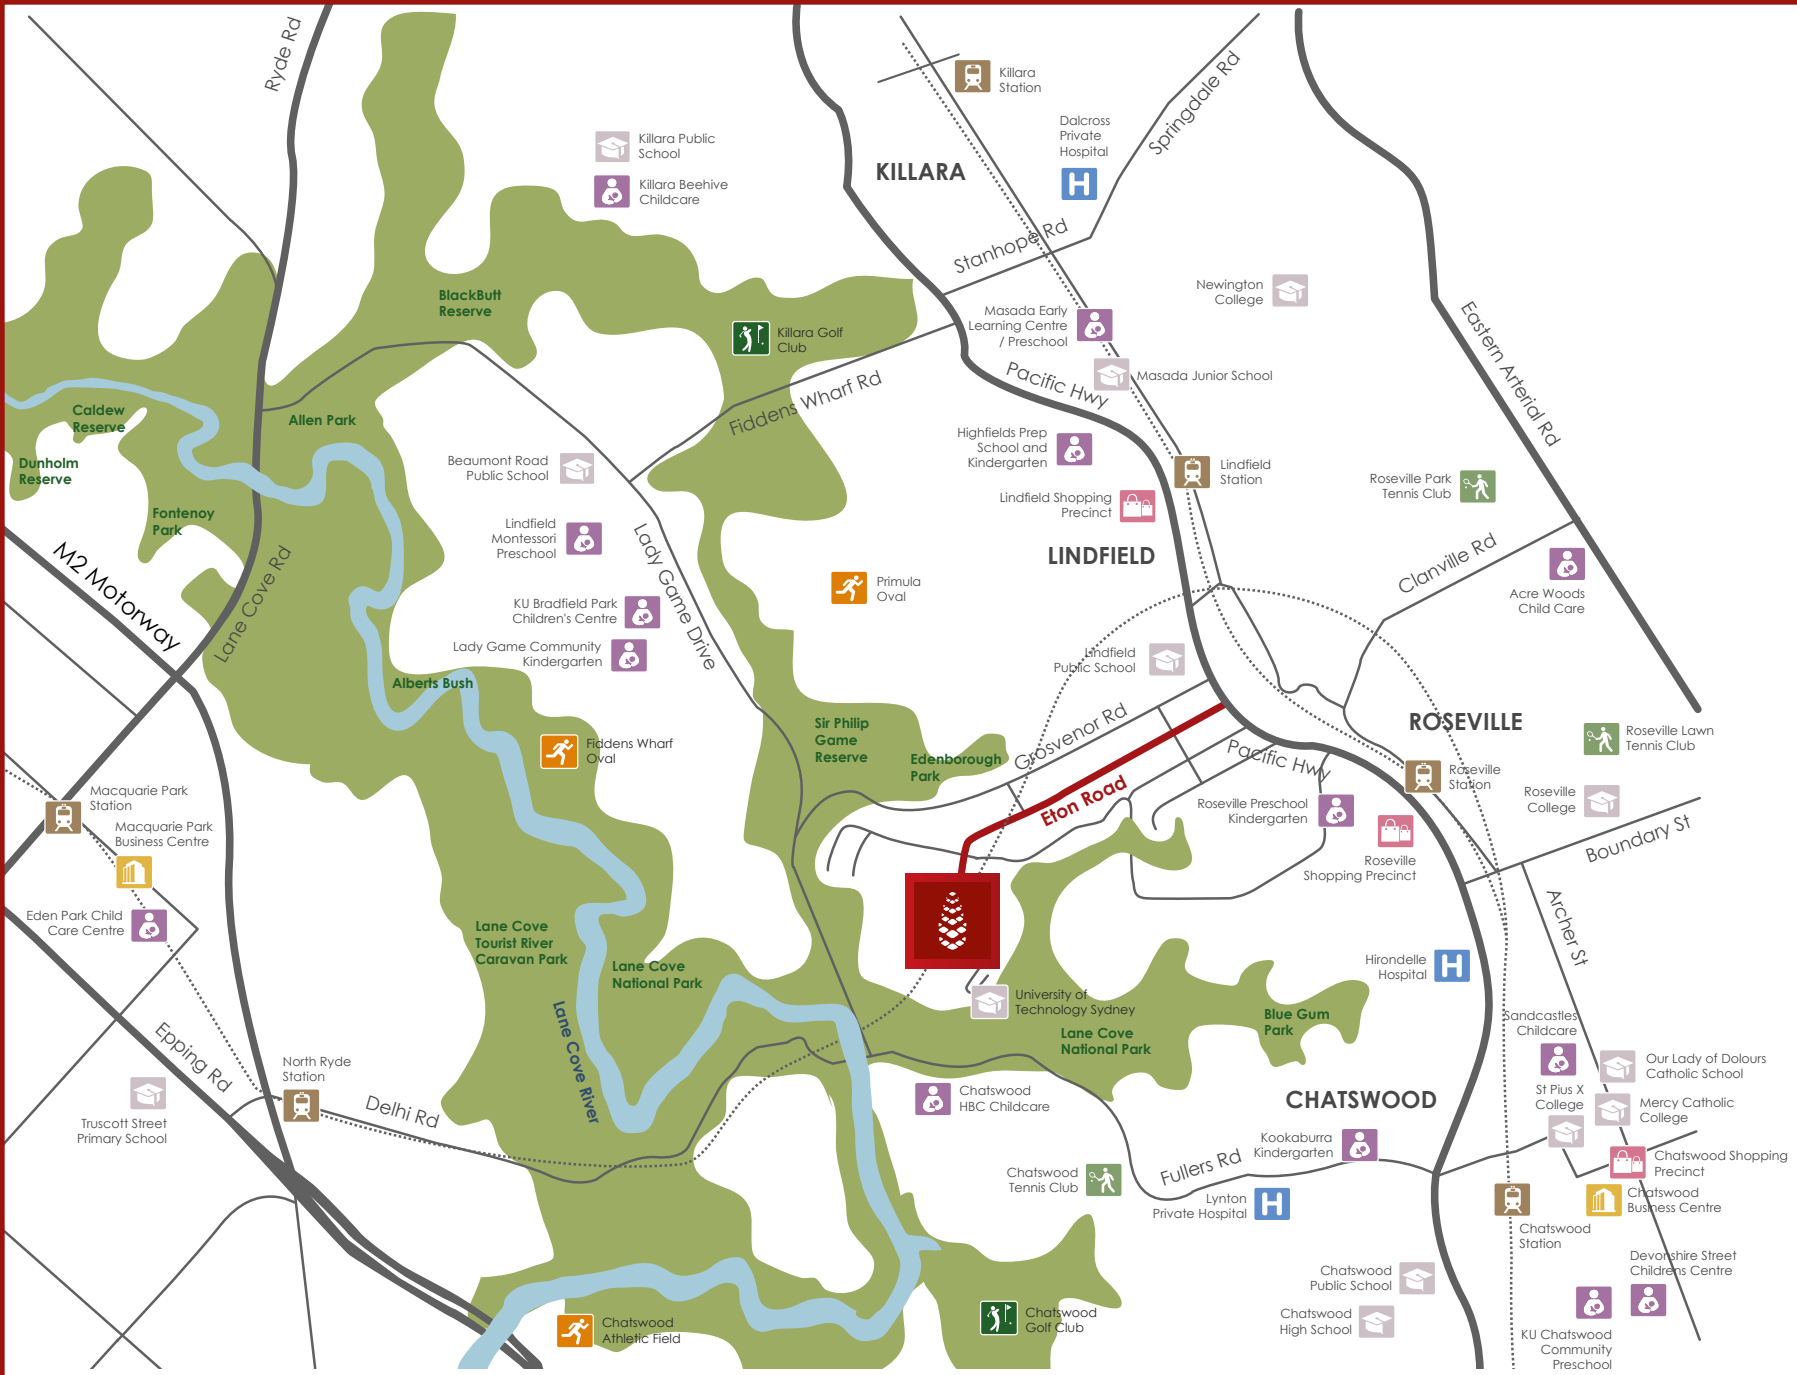 Ryde Rd
Killara
Station
Springdale Rd
Dalcross
Private
Hospital
Killara Public
School
KILLARA
Killara Beehive
Childcare
Stanhope Rd
Newington
College
BlackButt
Reserve
Masada Early
Learning Centre
/ Preschool
Killara Golf
Club
Eastern Arterial Rd
Pacific Hwy
Masada Junior School
Fiddens Wharf Rd
Caldew
Reserve
Allen Park
Highfields Prep
School and
Kindergarten
Dunholm
Reserve
Beaumont Road
Public School
Lindfield
Station
Roseville Park
Tennis Club
Lindfield Shopping
Precinct
Fontenoy
Park
Lindfield
Montessori
Preschool
LINDFIELD
Clanville Rd
M2 Motorway
Lane Cove Rd
Lady Game Drive
Primula
Oval
Acre Woods
Child Care
KU Bradfield Park
Children's Centre
Lady Game Community
Kindergarten
Lindfield
Public School
Alberts Bush
Sir Philip
Game
Reserve
Grosvenor Rd
ROSEVILLE
Roseville Lawn
Tennis Club
Fiddens Wharf
Oval
Edenborough
Park
Pacific Hwy
Roseville
Station
Macquarie Park
Station
Eton Road
Roseville Preschool
Kindergarten
Roseville
College
Macquarie Park
Business Centre
Boundary St
Roseville
Shopping Precinct
Eden Park Child
Care Centre
Lane Cove
Tourist River
Caravan Park
Archer St
Lane Cove
National Park
Hirondelle
Hospital
University of
Technology Sydney
Blue Gum
Park
Lane Cove River
Lane Cove
National Park
Sandcastles
Childcare
Epping Rd
North Ryde
Station
Our Lady of Dolours
Catholic School
Delhi Rd
Chatswood
HBC Childcare
CHATSWOOD
St Pius X
College
Mercy Catholic
College
Truscott Street
Primary School
Kookaburra
Kindergarten
Chatswood Shopping
Precinct
Fullers Rd
Chatswood
Tennis Club
Lynton
Private Hospital
Chatswood
Business Centre
Chatswood
Station
Devonshire Street
Childrens Centre
Chatswood
Public School
Chatswood
Athletic Field
Chatswood
Golf Club
Chatswood
High School
KU Chatswood
Community
Preschool